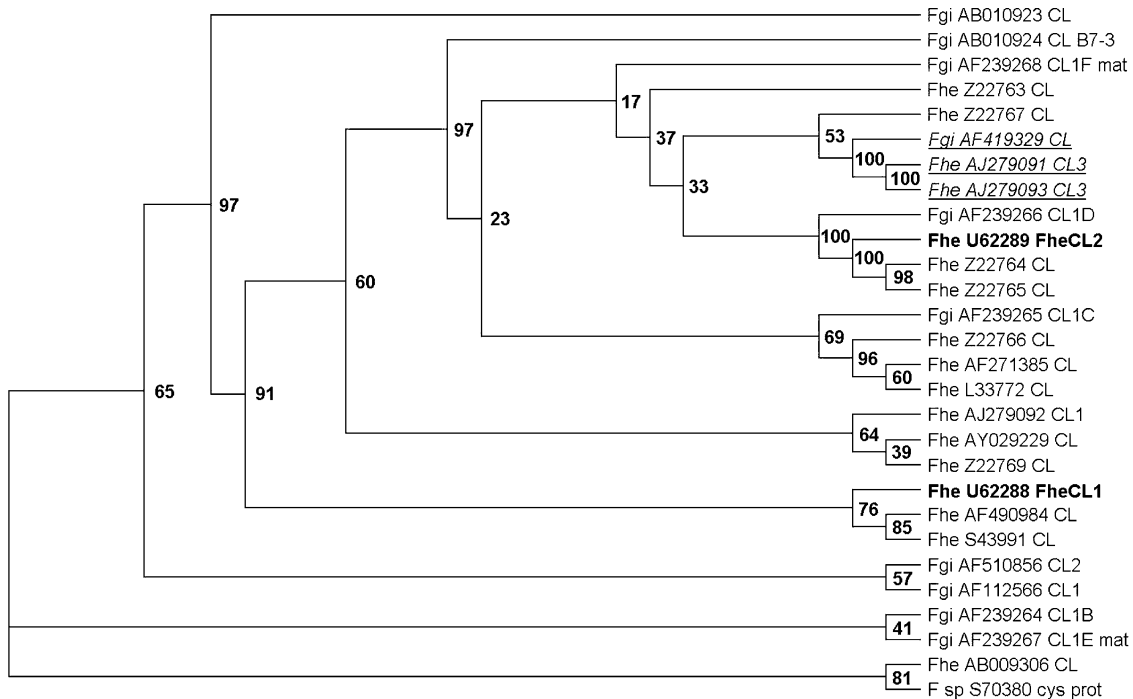 Fgi AB010923 CL
Fgi AB010924 CL B7-3
Fgi AF239268 CL1F mat
17
Fhe Z22763 CL
Fhe Z22767 CL
97
37
53
Fgi AF419329 CL
100
Fhe AJ279091 CL3
100
33
Fhe AJ279093 CL3
97
23
Fgi AF239266 CL1D
100
Fhe U62289 FheCL2
100
Fhe Z22764 CL
98
60
Fhe Z22765 CL
Fgi AF239265 CL1C
69
Fhe Z22766 CL
96
Fhe AF271385 CL
60
65
91
Fhe L33772 CL
Fhe AJ279092 CL1
64
Fhe AY029229 CL
39
Fhe Z22769 CL
Fhe U62288 FheCL1
76
Fhe AF490984 CL
85
Fhe S43991 CL
Fgi AF510856 CL2
57
Fgi AF112566 CL1
Fgi AF239264 CL1B
41
Fgi AF239267 CL1E mat
Fhe AB009306 CL
81
F sp S70380 cys prot